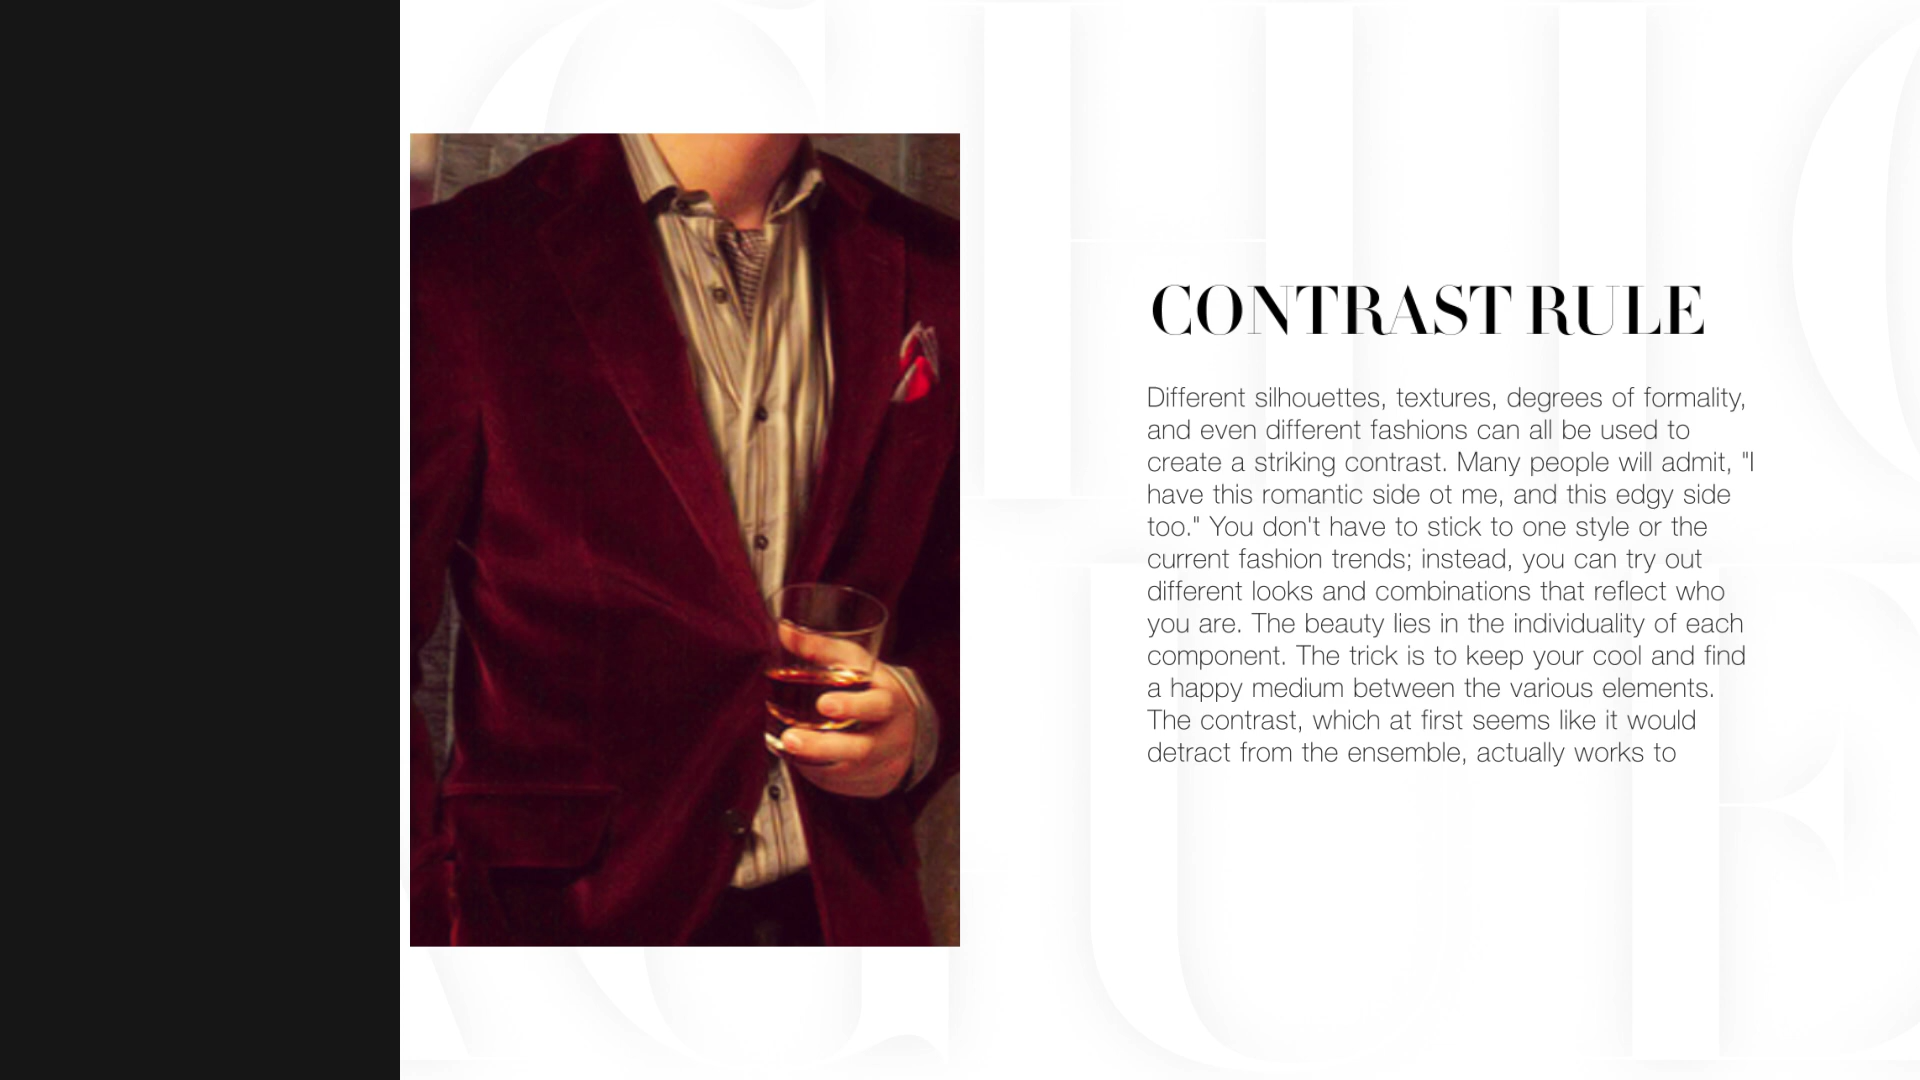 CONTRAST RULE
Different silhouettes, textures, degrees of formality,
and even different fashions can all be used to
create a striking contrast. Many people will admit, "I
have this romantic side ot me, and this edgy side
too." You don't have to stick to one style or the
current fashion trends; instead, you can try out
different looks and combinations that reflect who
you are. The beauty lies in the individuality of each
component. The trick is to keep your cool and find
a happy medium between the various elements.
The contrast, which at first seems like it would
detract from the ensemble, actually works to